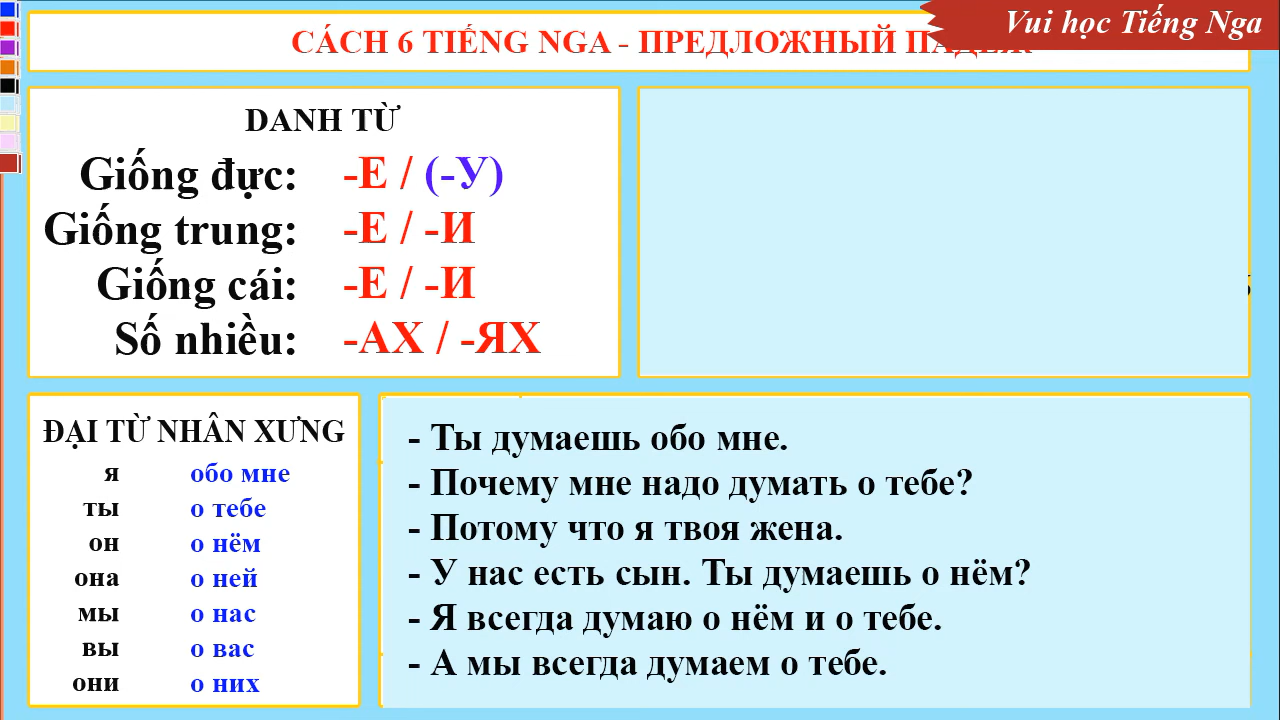 Vui học Tiếng Nga
CÁCH 6 TIẾNG NGA - ПРЕДЛОЖНЫЙ
DANH TỪ
Giống đực: -Е / (-У)
Giống trung: -Е / -И
Giống cái: -Е / -И
Số nhiều: -АХ / -ЯХ
ĐẠI TỪ NHÂN XƯNG
я обо мне
ты о тебе
он о нём
она о ней
мы о нас
вы о вас
они о них
- Ты думаешь обо мне.
- Почему мне надо думать о тебе?
- Потому что я твоя жена.
- У нас есть сын. Ты думаешь о нём?
- Я всегда думаю о нём и о тебе.
- А мы всегда думаем о тебе.